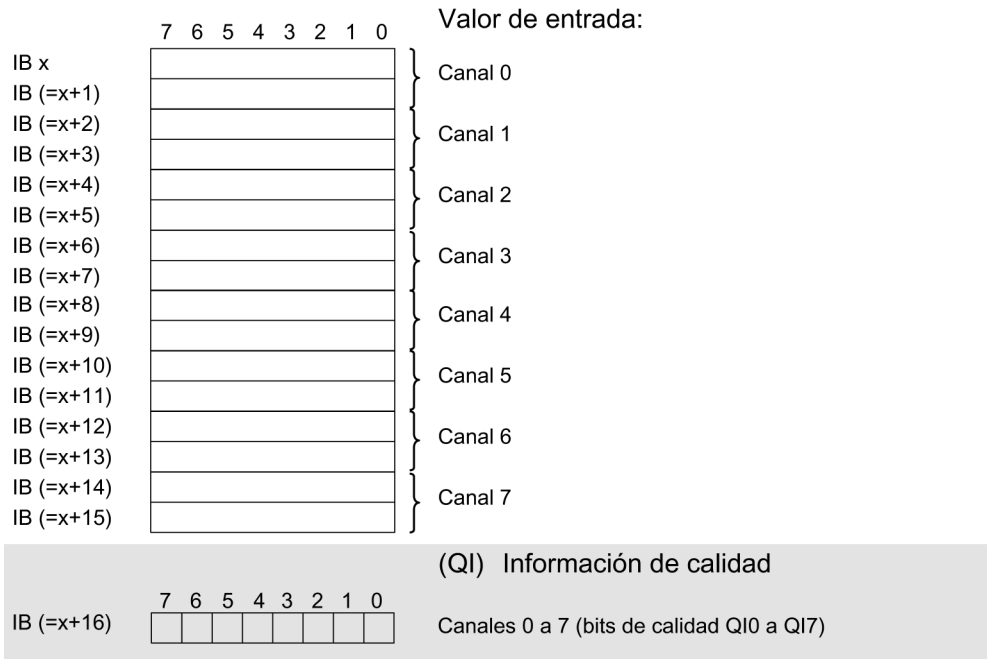 Valor de entrada:
7 6 5 4 3 2 1 0
IB x
Canal 0
IB (=x+1)
IB (=x+2)
Canal 1
IB (=x+3)
IB (=x+4)
Canal 2
IB (=x+5)
IB (=x+6)
Canal 3
IB (=x+7)
IB (=x+8)
Canal 4
IB (=x+9)
IB (=x+10)
Canal 5
IB (=x+11)
IB (=x+12)
Canal 6
IB (=x+13)
IB (=x+14)
Canal 7
IB (=x+15)
(QI) Información de calidad
7 6 5 4 3 2 1 0
IB (=x+16) Canales 0 a 7 (bits de calidad QI0 a QI7)